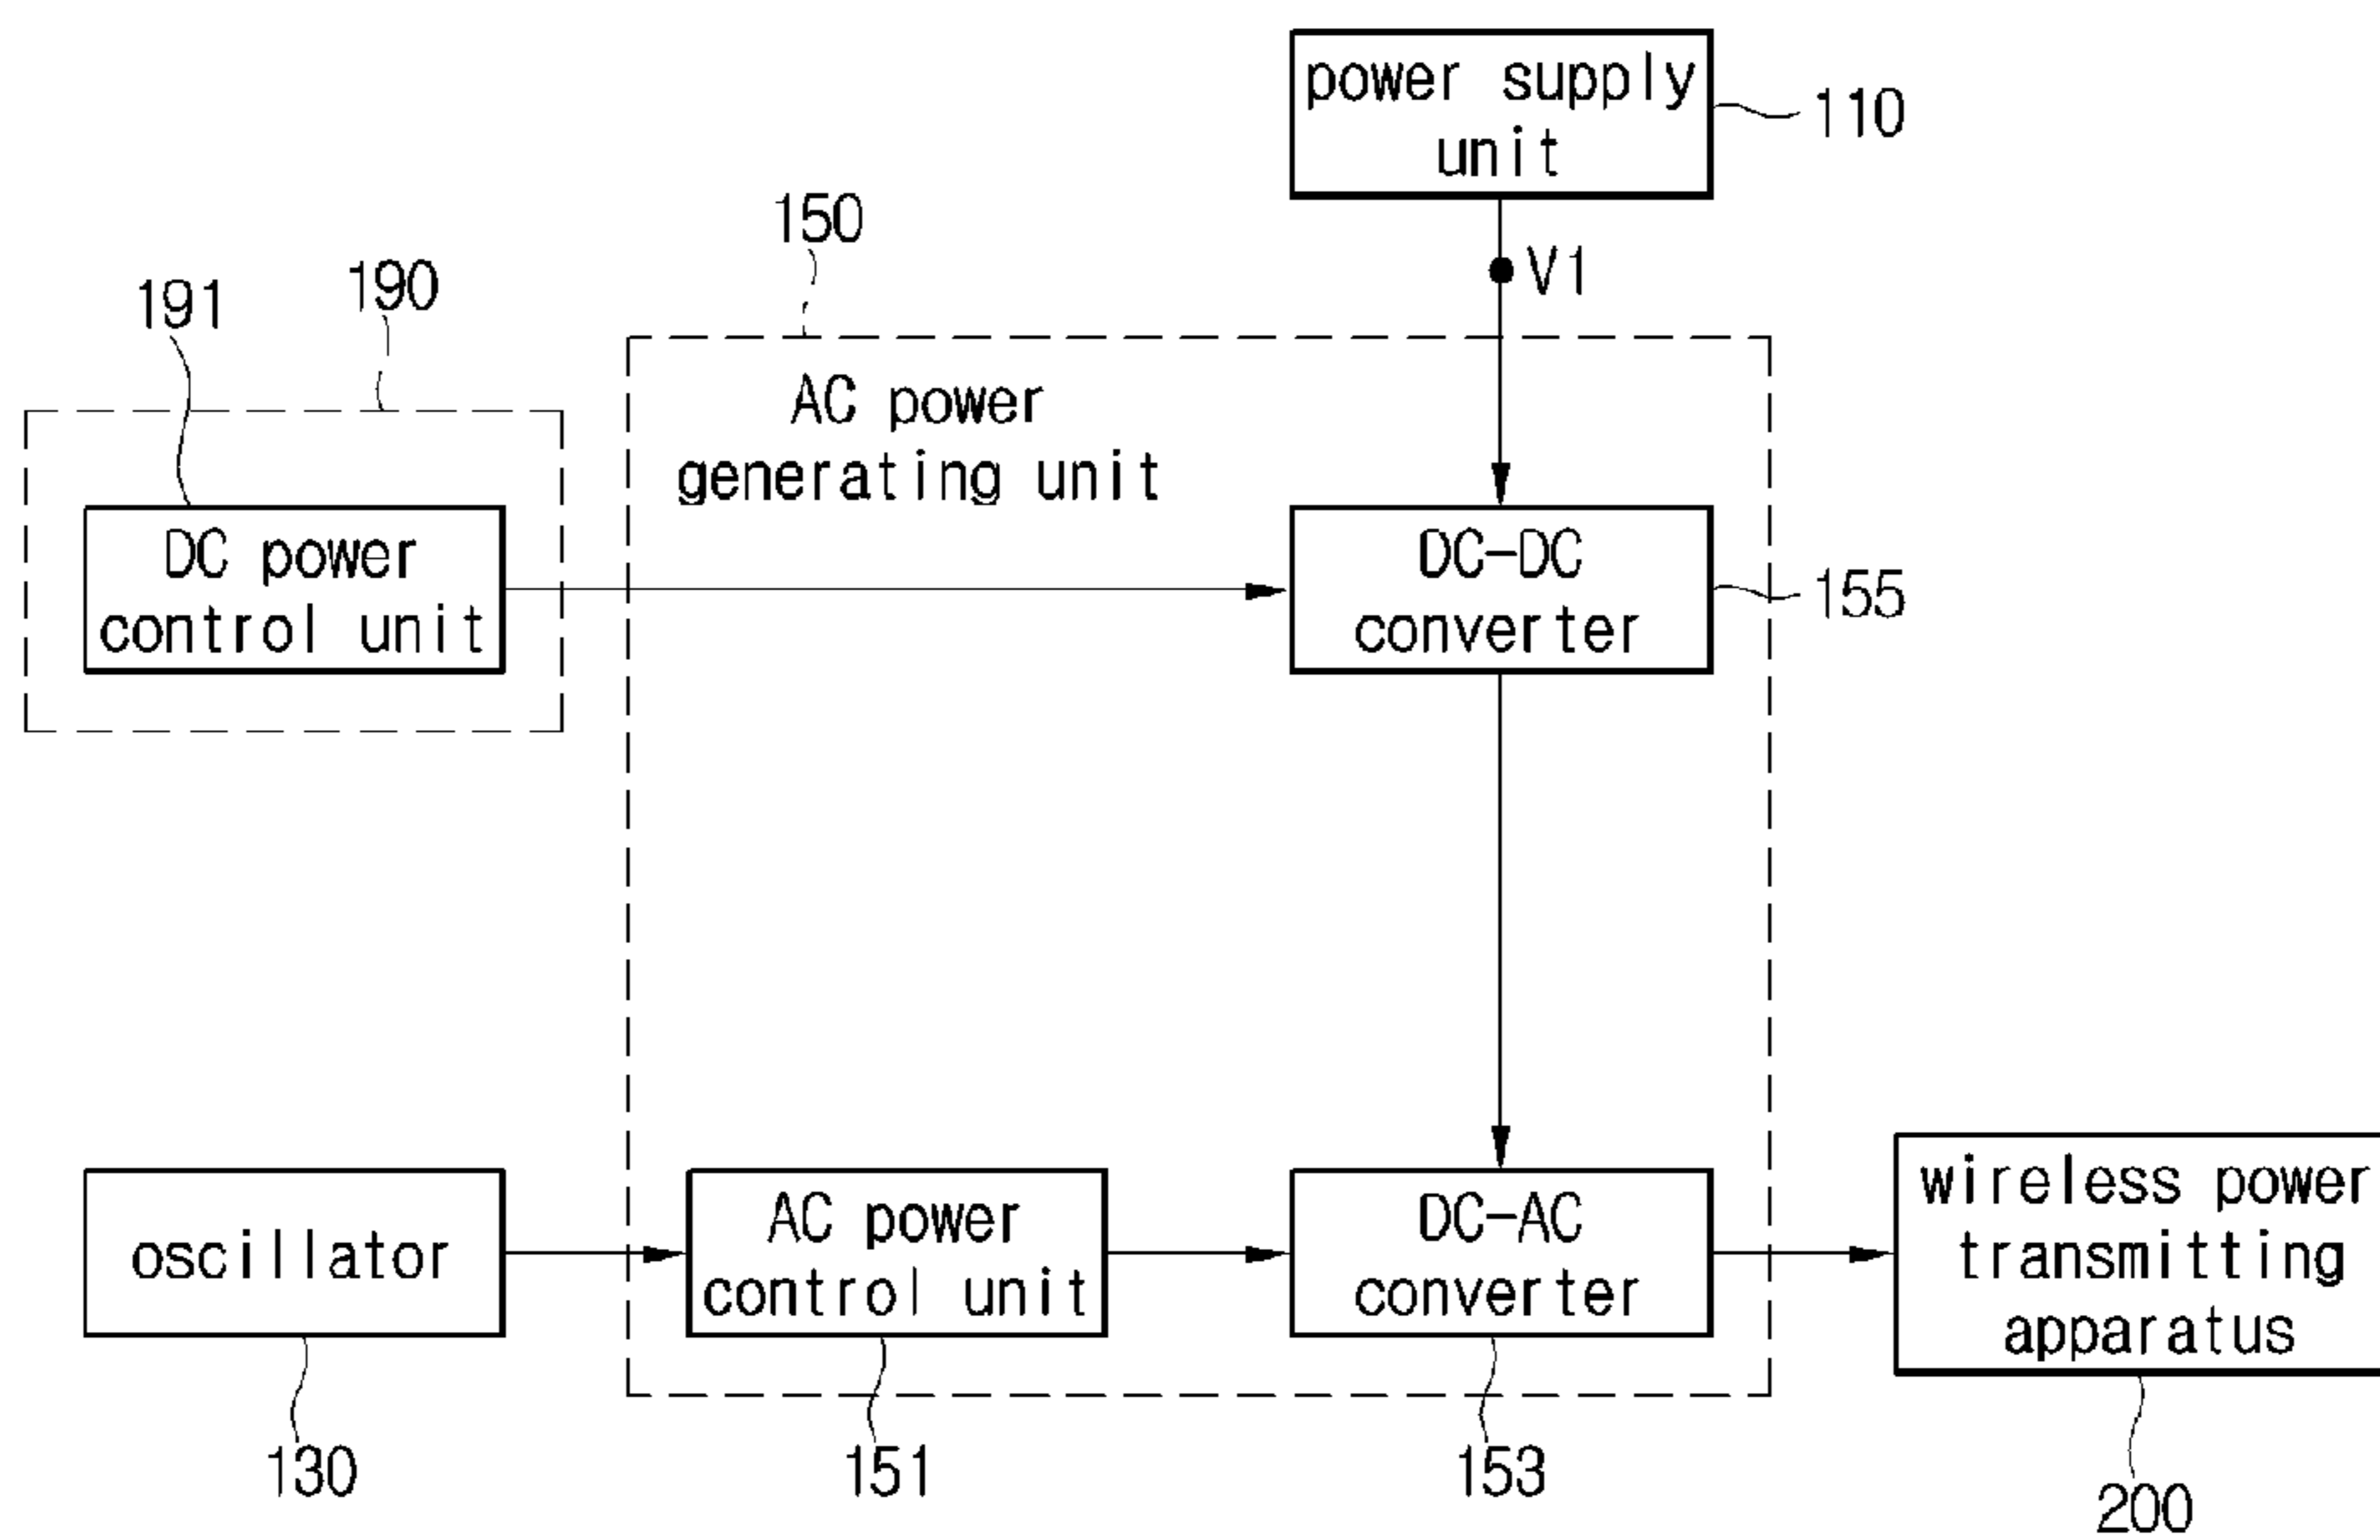 power supply
unit
110
150
V1
190
191
AC power
generating unit
DC power
control unit
DC-DC
converter
155
oscillator
AC power
control unit
DC-AC
converter
wireless power
transmitting
apparatus
130
151
153
200